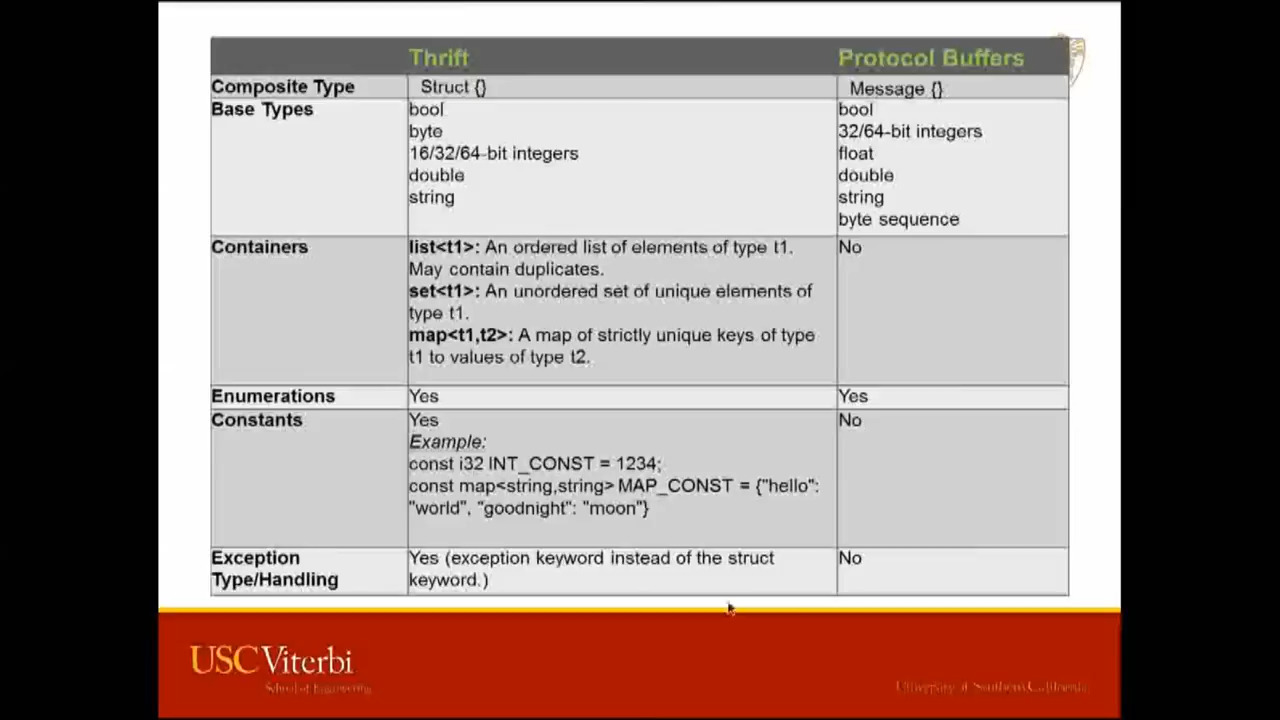 Thrift Protocol Buffers
Composite Type Struct {} Message {}
Base Types bool bool
byte 32/64-bit integers
16/32/64-bit integers float
double double
string string
byte sequence
Containers list<t1>: An ordered list of elements of type t1. No
May contain duplicates.
set<t1>: An unordered set of unique elements of
type t1.
map<t1,t2>: A map of strictly unique keys of type
t1 to values of type t2.
Enumerations Yes Yes
Constants Yes No
Example:
const i32 INT_CONST = 1234;
const map<string,string> MAP_CONST = {"hello":
"world", "goodnight": "moon"}
Exception Yes (exception keyword instead of the struct No
Type/Handling keyword.)
USC Viterbi
School of Engineering
University of Southern California